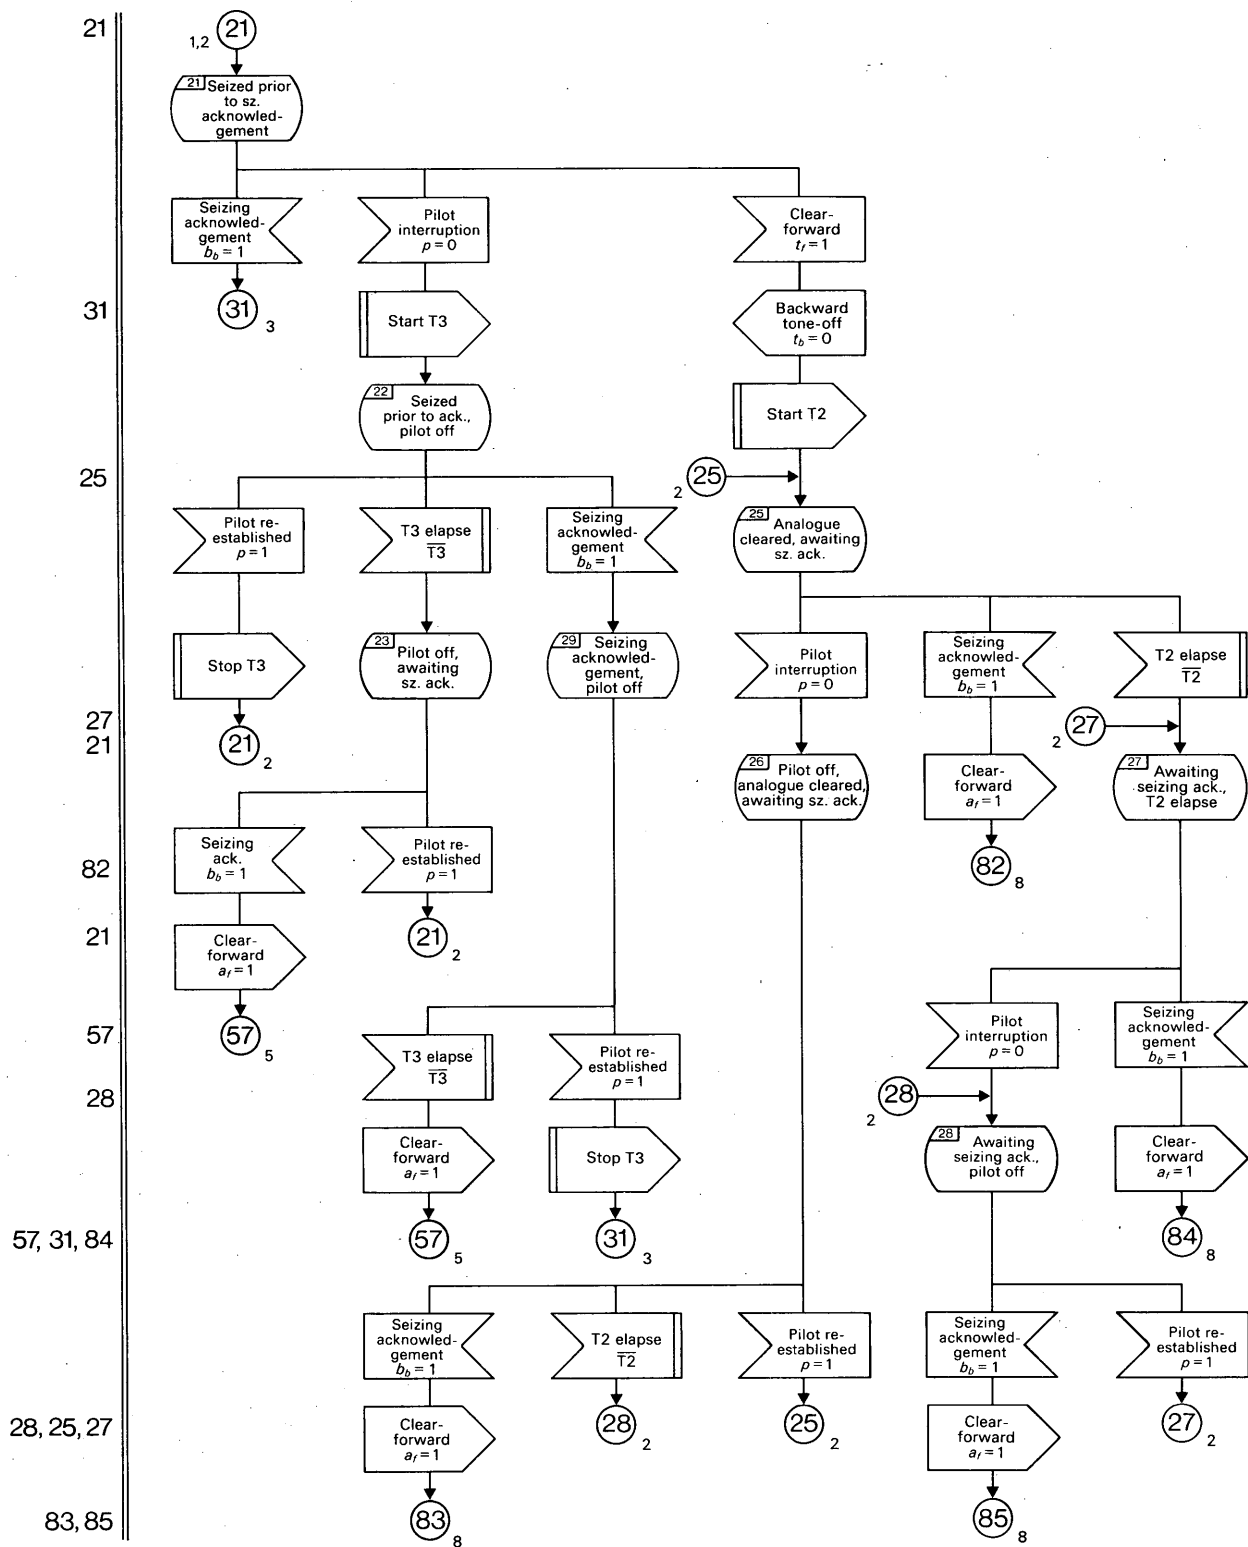 21
1,2
21
21 Seized prior
to sz.
acknowled-
gement
Seizing
acknowled-
gement
b_b = 1
Pilot
interruption
p = 0
Clear-
forward
t_f = 1
31
31
3
Start T3
Backward
tone-off
t_b = 0
22
Seized
prior to ack.,
pilot off
Start T2
25
25
2
Pilot re-
established
p = 1
T3 elapse
T3
Seizing
acknowled-
gement
b_b = 1
25
Analogue
cleared, awaiting
sz. ack.
Stop T3
23
Pilot off,
awaiting
sz. ack.
29 Seizing
acknowled-
gement,
pilot off
Pilot
interruption
p = 0
Seizing
acknowled-
gement
b_b = 1
T2 elapse
T2
27
21
21
2
27
2
26
Pilot off,
analogue cleared,
awaiting sz. ack.
Clear-
forward
a_f = 1
27
Awaiting
seizing ack.,
T2 elapse
82
Seizing
ack.
b_b = 1
Pilot re-
established
p = 1
82
8
21
Clear-
forward
a_f = 1
21
2
57
57
5
T3 elapse
T3
Pilot re-
established
p = 1
Pilot
interruption
p = 0
Seizing
acknowled-
gement
b_b = 1
28
28
2
Clear-
forward
a_f = 1
Stop T3
28
Awaiting
seizing ack.,
pilot off
Clear-
forward
a_f = 1
57, 31, 84
57
5
31
3
84
8
Seizing
acknowled-
gement
b_b = 1
T2 elapse
T2
Pilot re-
established
p = 1
Seizing
acknowled-
gement
b_b = 1
Pilot re-
established
p = 1
28, 25, 27
Clear-
forward
a_f = 1
28
2
25
2
Clear-
forward
a_f = 1
27
2
83, 85
83
8
85
8